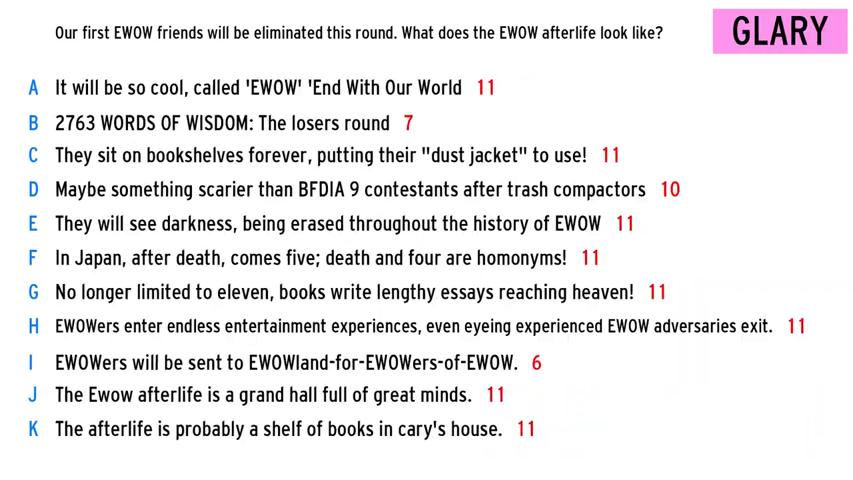 Our first EWOW friends will be eliminated this round. What does the EWOW afterlife look like?
GLARY
A It will be so cool, called 'EWOW' 'End With Our World 11
B 2763 WORDS OF WISDOM: The losers round 7
C They sit on bookshelves forever, putting their "dust jacket" to use! 11
D Maybe something scarier than BFDIA 9 contestants after trash compactors 10
E They will see darkness, being erased throughout the history of EWOW 11
F In Japan, after death, comes five; death and four are homonyms! 11
G No longer limited to eleven, books write lengthy essays reaching heaven! 11
H EWOWers enter endless entertainment experiences, even eyeing experienced EWOW adversaries exit. 11
I EWOWers will be sent to EWOWland-for-EWOWers-of-EWOW. 6
J The Ewow afterlife is a grand hall full of great minds. 11
K The afterlife is probably a shelf of books in cary's house. 11